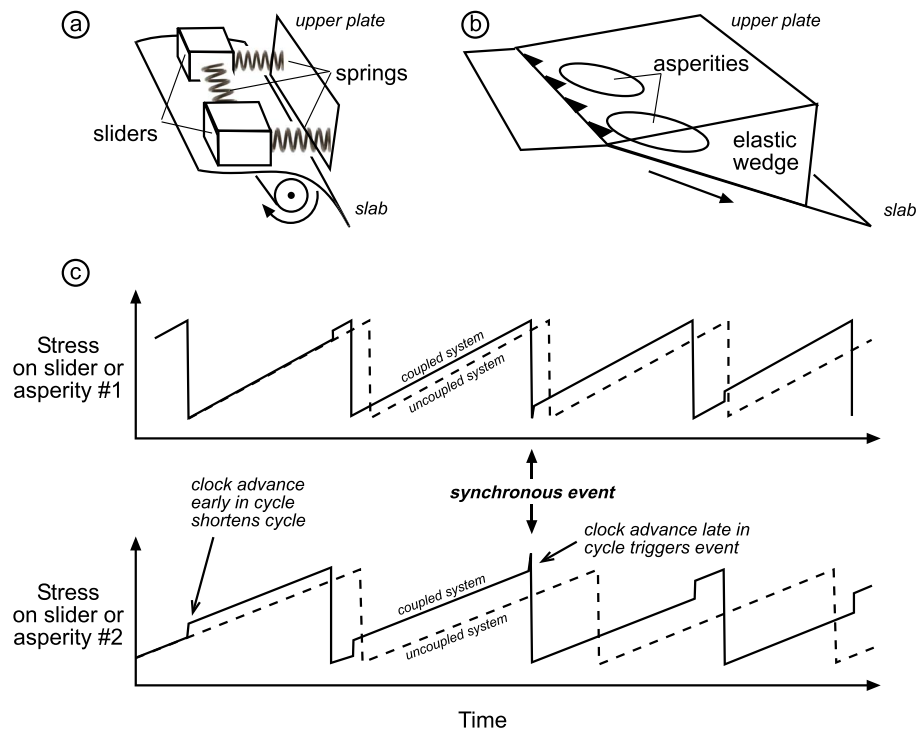 a
upper plate
springs
sliders
slab
b
upper plate
asperities
elastic
wedge
slab
c
Stress
on slider or
asperity #1
coupled system
uncoupled system
clock advance
early in cycle
shortens cycle
synchronous event
clock advance late in
cycle triggers event
Stress
on slider or
asperity #2
coupled system
uncoupled system
Time